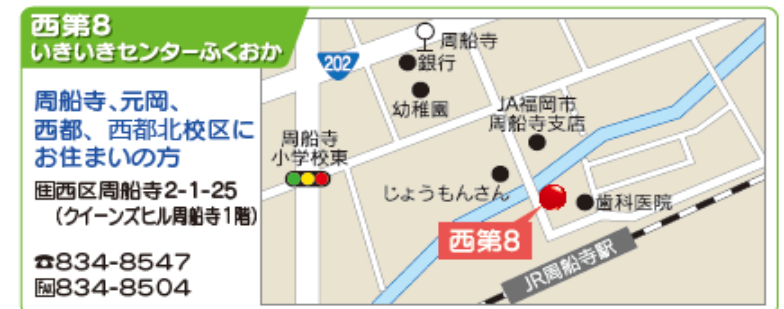 西第8
いきいきセンターふくおか
周船寺、元岡、
西都、西都北校区に
お住まいの方
住西区周船寺2-1-25
(クイーンズヒル周船寺1階)
☎834-8547
FAX834-8504
202
周船寺
銀行
幼稚園
JA福岡市
周船寺支店
周船寺
小学校東
じょうもんさん
歯科医院
西第8
JR周船寺駅